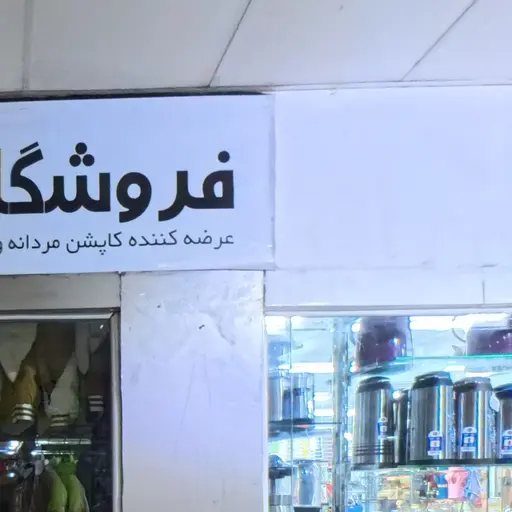 فروشگا
عرضه کننده کاپشن مردانه و